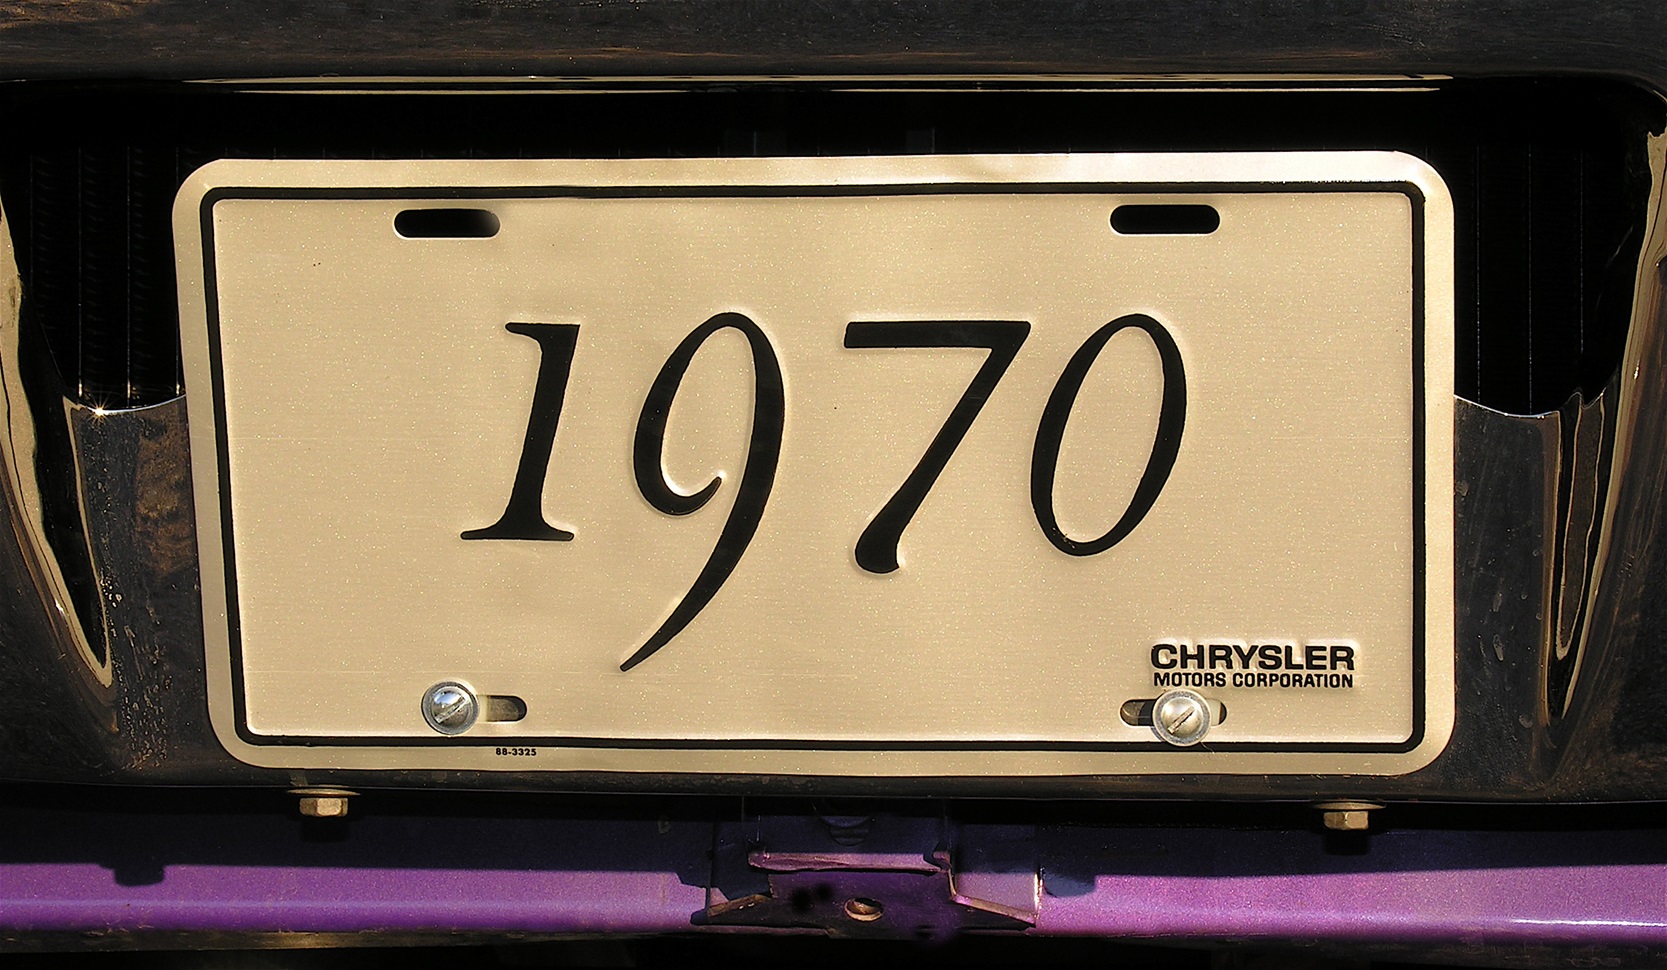 1970
CHRYSLER
MOTORS CORPORATION
88-3325